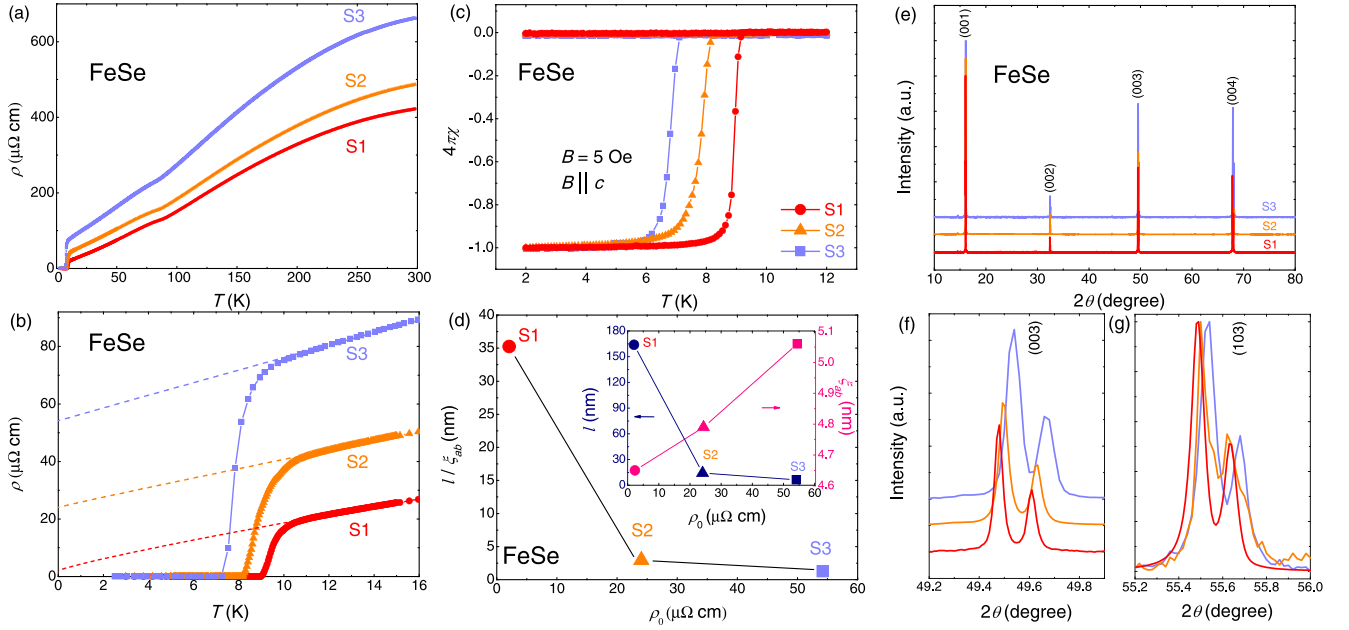 (a)
600
400
200
0
ρ (μΩ cm)
FeSe
S3
S2
S1
0 50 100 150 200 250 300
T (K)
(b)
80
60
40
20
0
ρ (μΩ cm)
FeSe
S3
S2
S1
0 2 4 6 8 10 12 14 16
T (K)
(c)
0.0
-0.2
-0.4
-0.6
-0.8
-1.0
4πχ
FeSe
B = 5 Oe
B || c
S1
S2
S3
2 4 6 8 10 12
T (K)
(d)
40
35
30
25
20
15
10
5
0
l / ξab (nm)
S1
S2
S3
FeSe
0 10 20 30 40 50 60
ρ0 (μΩ cm)
180
150
120
90
60
30
0
l (nm)
S1
S2
S3
5.1
5.0
4.9
4.8
4.7
4.6
ξab (nm)
0 10 20 30 40 50 60
ρ0 (μΩ cm)
(e)
Intensity (a.u.)
(001)
(002)
(003)
(004)
FeSe
S3
S2
S1
10 20 30 40 50 60 70 80
2θ (degree)
(f)
(003)
Intensity (a.u.)
49.2 49.4 49.6 49.8
2θ (degree)
(g)
(103)
55.2 55.4 55.6 55.8 56.0
2θ (degree)